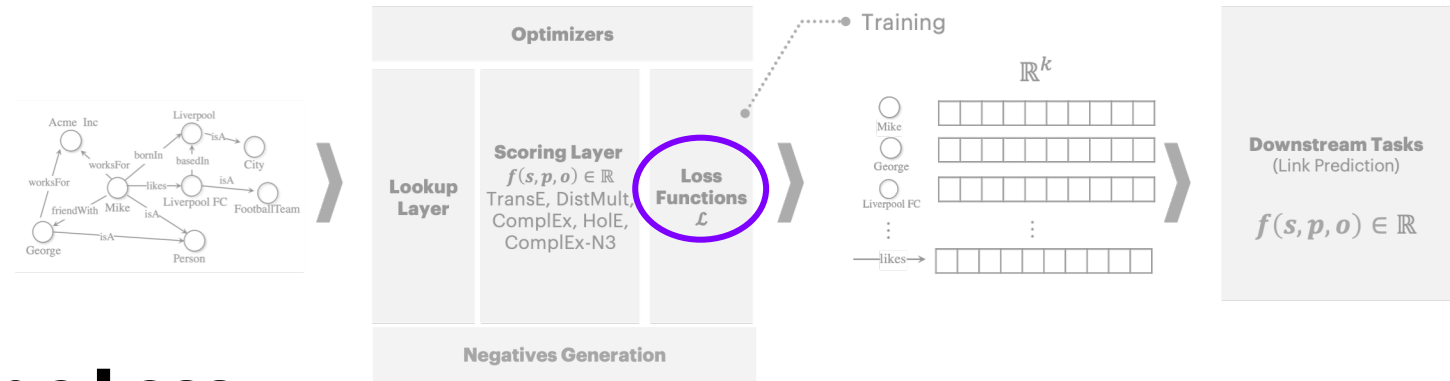 Optimizers
Training
ℝᵏ
Acme Inc
Liverpool
isA
City
bornIn
worksFor
basedIn
worksFor
likes
isA
Mike
Liverpool FC
FootballTeam
friendWith
isA
isA
George
Person
Lookup
Layer
Scoring Layer
f(s, p, o) ∈ ℝ
TransE, DistMult,
ComplEx, HolE,
ComplEx-N3
Loss
Functions
ℒ
Negatives Generation
Mike
George
Liverpool FC
likes
Downstream Tasks
(Link Prediction)
f(s, p, o) ∈ ℝ